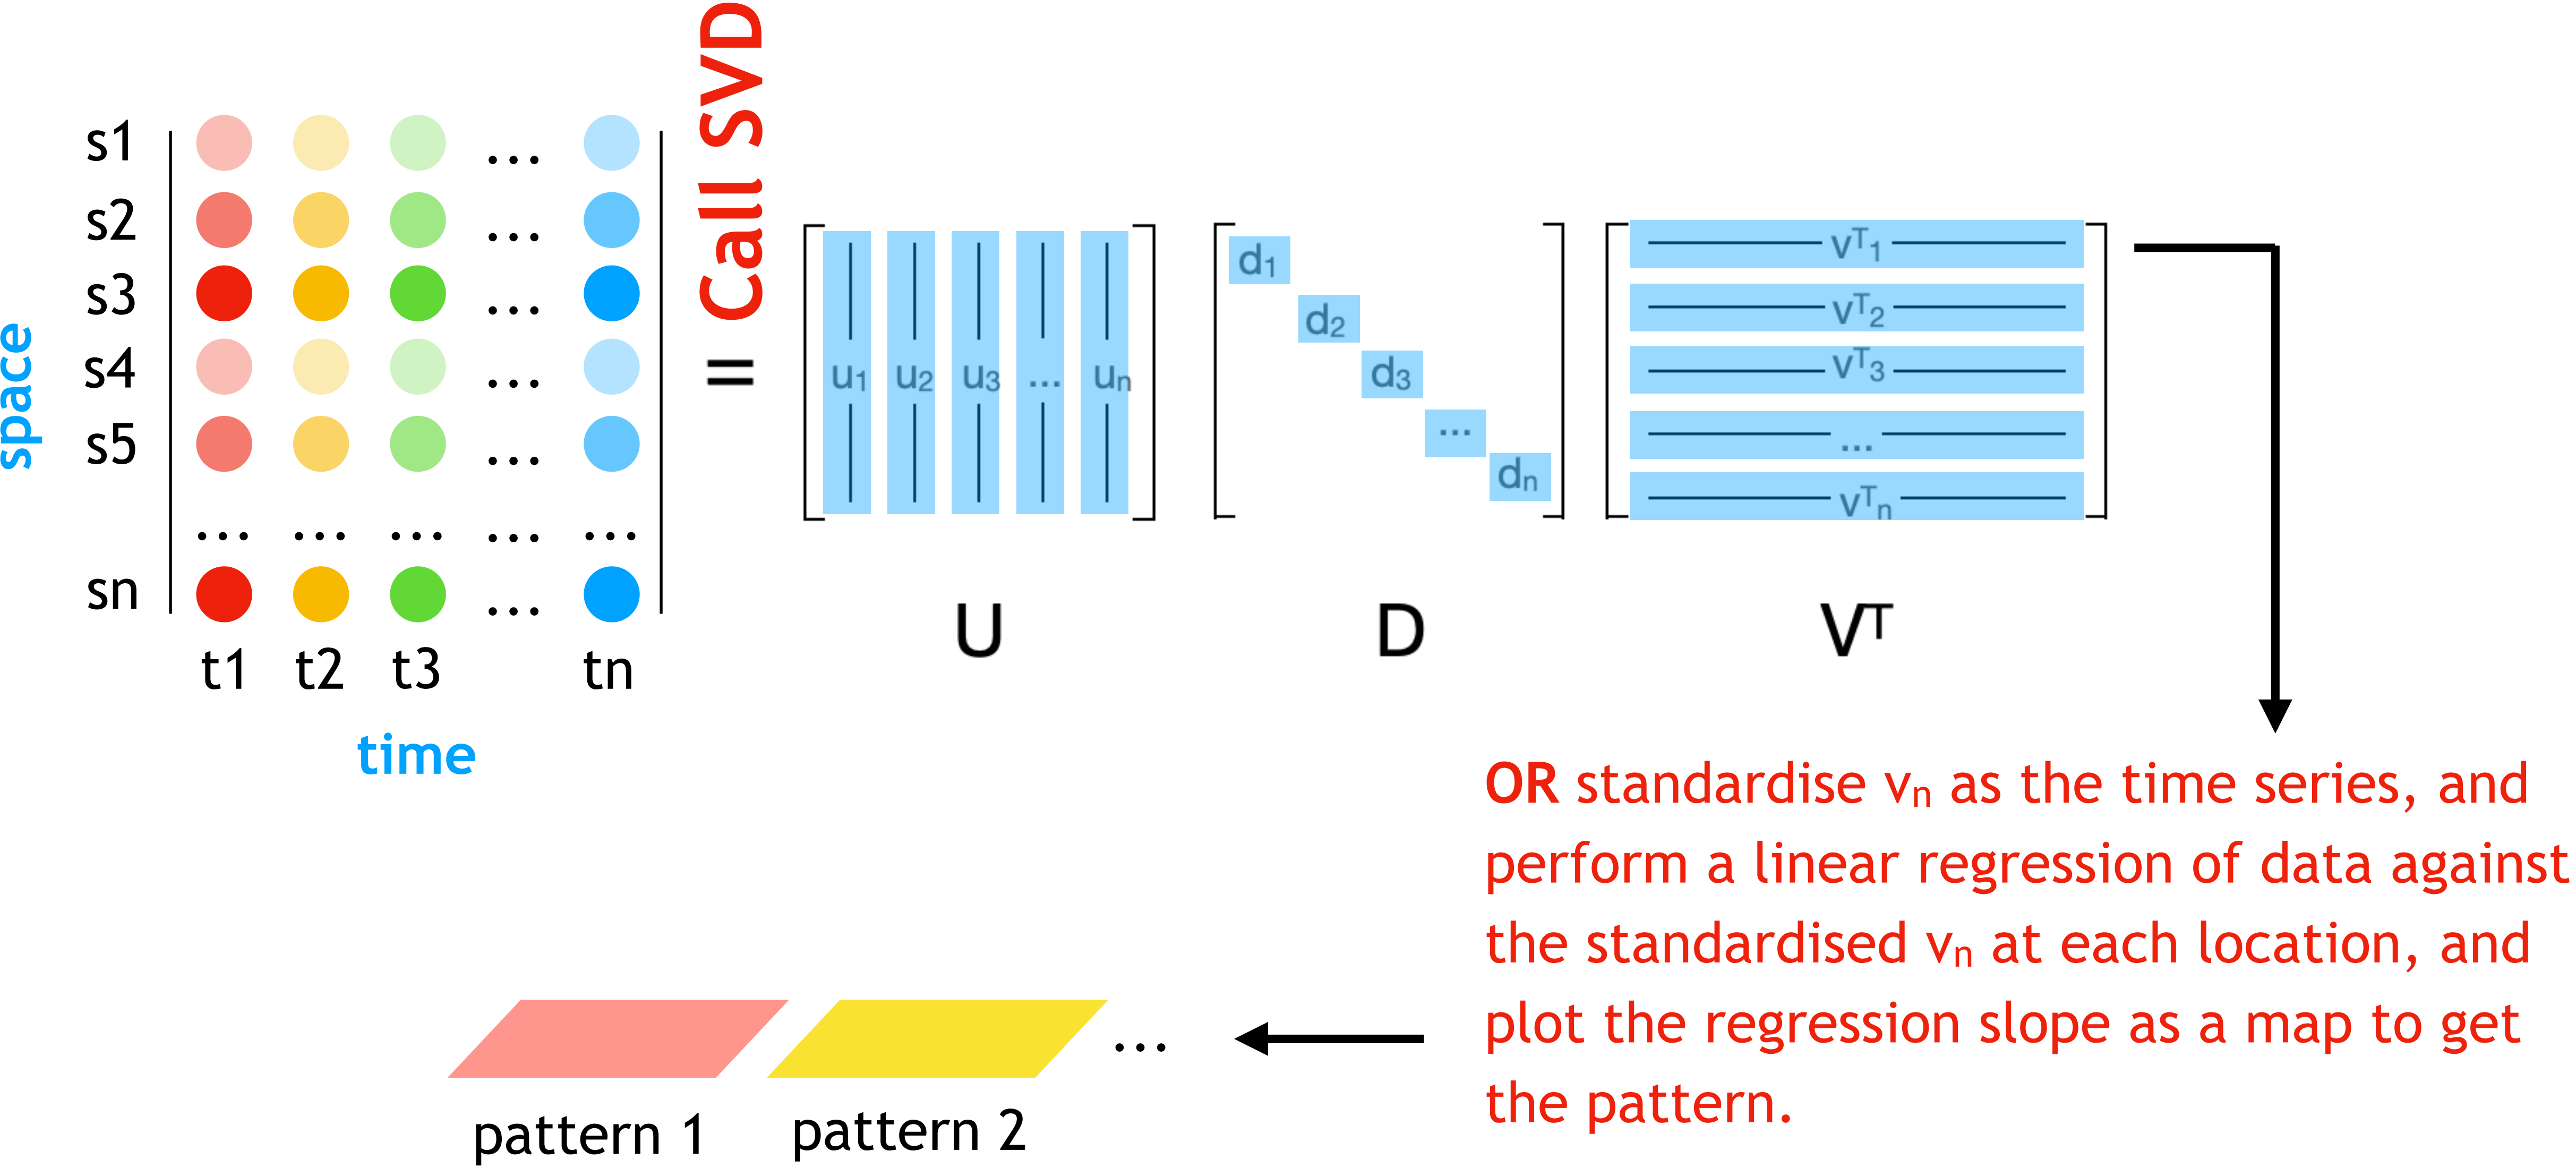 Call SVD
space
s1 ...
s2 ...
s3 ...
s4 ...
s5 ...
... ... ... ... ...
sn ...
t1 t2 t3 tn
time
=
u₁ u₂ u₃ ... uₙ
U
d₁
d₂
d₃
...
dₙ
D
vᵀ₁
vᵀ₂
vᵀ₃
...
vᵀₙ
Vᵀ
OR standardise vₙ as the time series, and
perform a linear regression of data against
the standardised vₙ at each location, and
plot the regression slope as a map to get
the pattern.
...
pattern 1 pattern 2